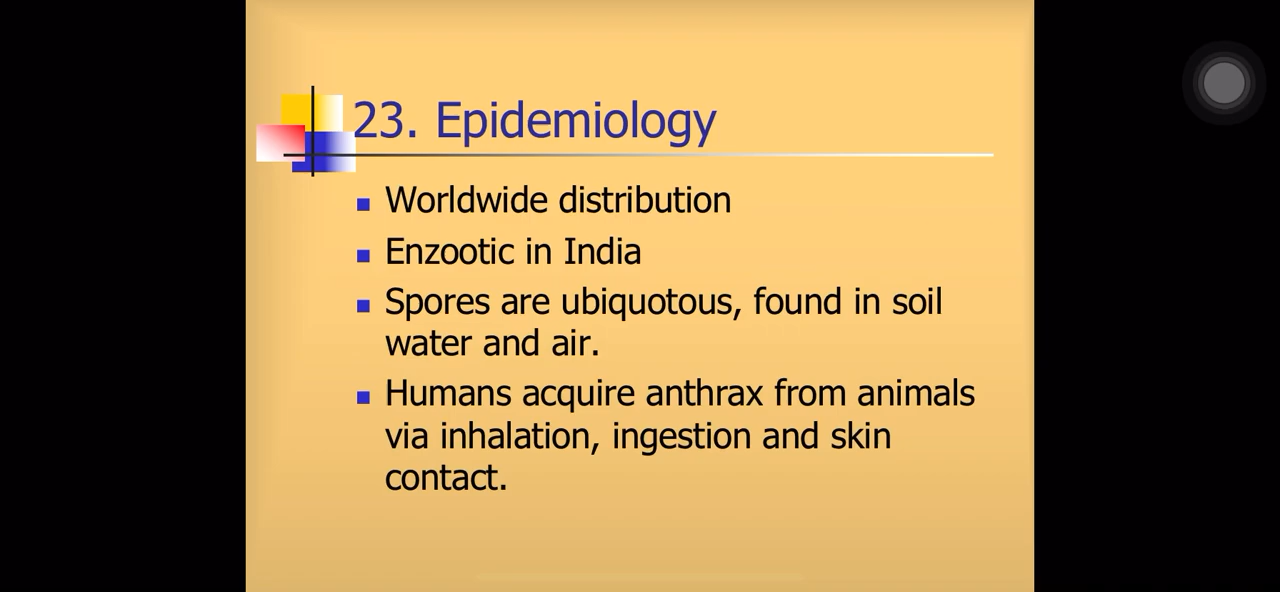 23. Epidemiology
Worldwide distribution
Enzootic in India
Spores are ubiquotous, found in soil
water and air.
Humans acquire anthrax from animals
via inhalation, ingestion and skin
contact.